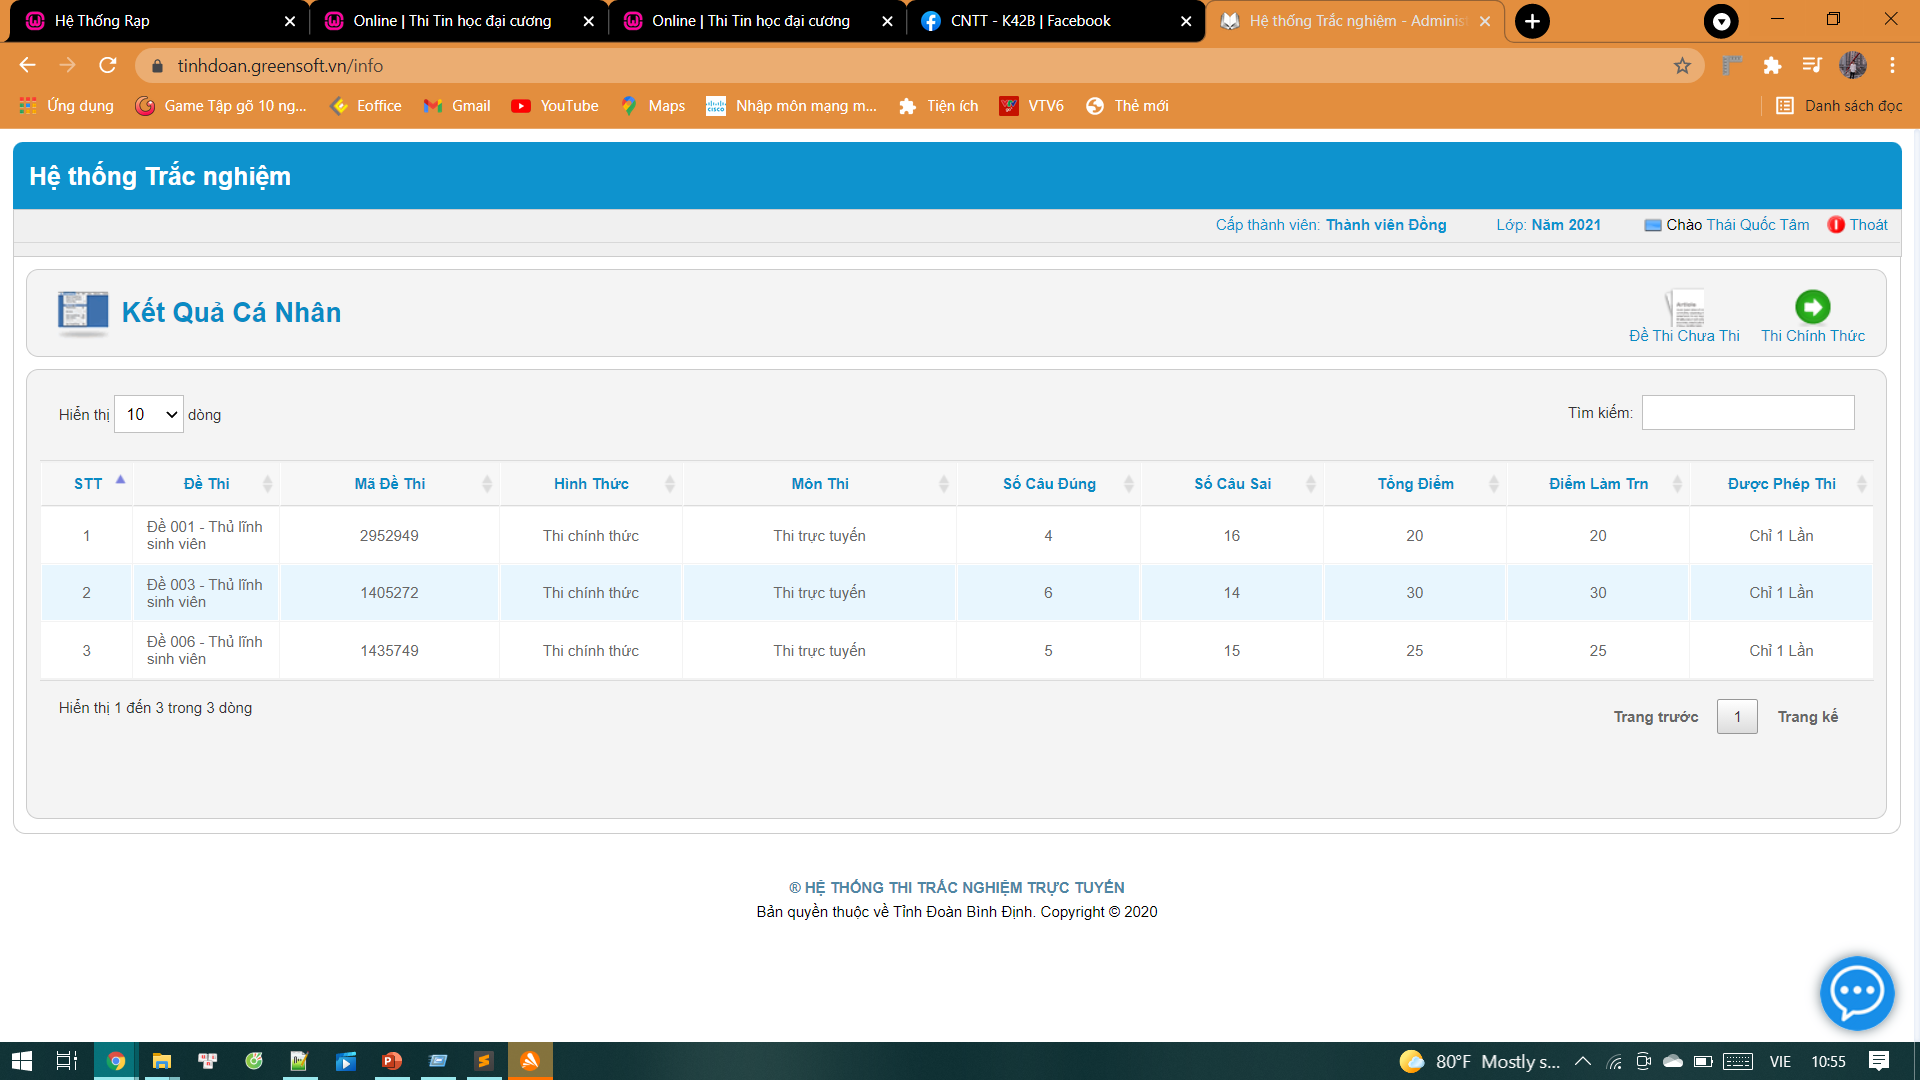 Hệ Thống Rạp
Online | Thi Tin học đại cương
Online | Thi Tin học đại cương
CNTT - K42B | Facebook
Hệ thống Trắc nghiệm - Adminis
tinhdoan.greensoft.vn/info
Ứng dụng
Game Tập gõ 10 ng...
Eoffice
Gmail
YouTube
Maps
Nhập môn mạng m...
Tiện ích
VTV6
Thẻ mới
Danh sách đọc
Hệ thống Trắc nghiệm
Cấp thành viên: Thành viên Đồng
Lớp: Năm 2021
Chào Thái Quốc Tâm
Thoát
Kết Quả Cá Nhân
Đề Thi Chưa Thi
Thi Chính Thức
Hiển thị 10 dòng
Tìm kiếm:
STT Đề Thi Mã Đề Thi Hình Thức Môn Thi Số Câu Đúng Số Câu Sai Tổng Điểm Điểm Làm Trn Được Phép Thi
1 Đề 001 - Thủ lĩnh sinh viên 2952949 Thi chính thức Thi trực tuyến 4 16 20 20 Chỉ 1 Lần
2 Đề 003 - Thủ lĩnh sinh viên 1405272 Thi chính thức Thi trực tuyến 6 14 30 30 Chỉ 1 Lần
3 Đề 006 - Thủ lĩnh sinh viên 1435749 Thi chính thức Thi trực tuyến 5 15 25 25 Chỉ 1 Lần
Hiển thị 1 đến 3 trong 3 dòng
Trang trước 1 Trang kế
® HỆ THỐNG THI TRẮC NGHIỆM TRỰC TUYẾN
Bản quyền thuộc về Tỉnh Đoàn Bình Định. Copyright © 2020
80°F Mostly s...
VIE
10:55